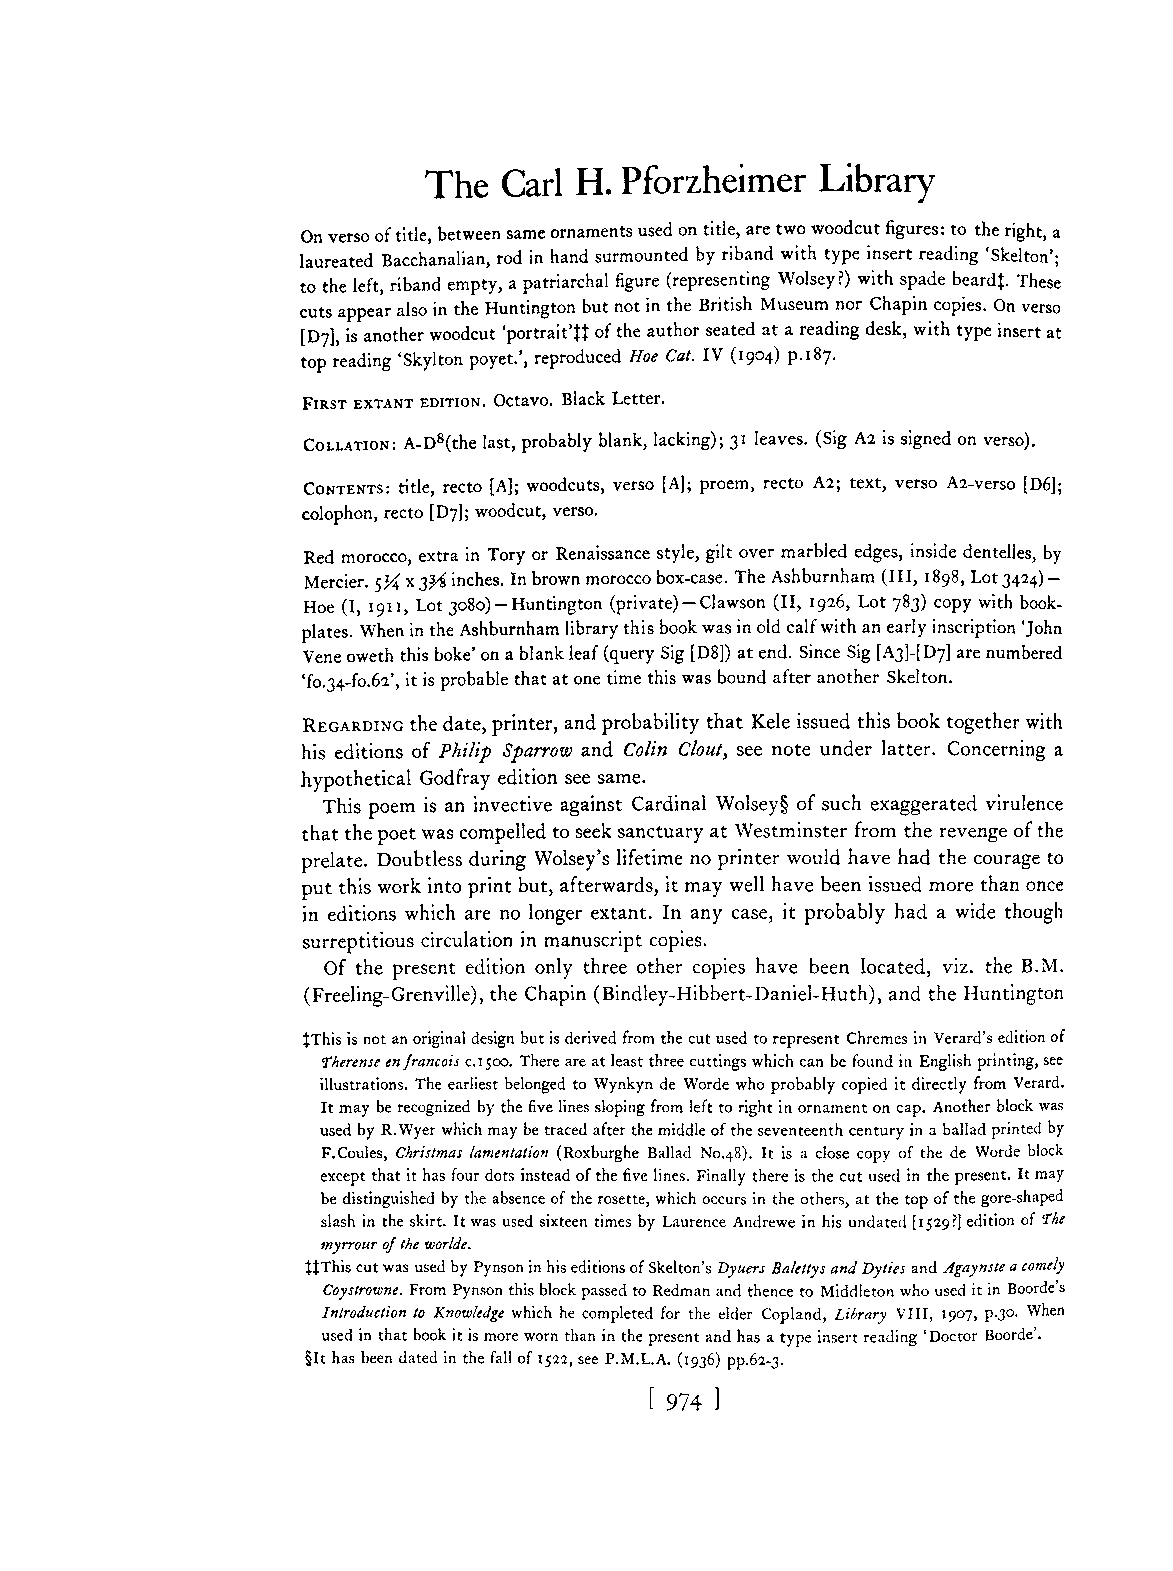 The Carl H. Pforzheimer Library
On verso of title, between same ornaments used on title, are two woodcut figures: to the right, a
laureated Bacchanalian, rod in hand surmounted by riband with type insert reading ‘Skelton’;
to the left, riband empty, a patriarchal figure (representing Wolsey?) with spade beard‡. These
cuts appear also in the Huntington but not in the British Museum nor Chapin copies. On verso
[D7], is another woodcut ‘portrait’‡‡ of the author seated at a reading desk, with type insert at
top reading ‘Skylton poyet.’, reproduced Hoe Cat. IV (1904) p.187.
FIRST EXTANT EDITION. Octavo. Black Letter.
COLLATION: A-D⁸(the last, probably blank, lacking); 31 leaves. (Sig A2 is signed on verso).
CONTENTS: title, recto [A]; woodcuts, verso [A]; proem, recto A2; text, verso A2-verso [D6];
colophon, recto [D7]; woodcut, verso.
Red morocco, extra in Tory or Renaissance style, gilt over marbled edges, inside dentelles, by
Mercier. 5¼ x 3⅜ inches. In brown morocco box-case. The Ashburnham (III, 1898, Lot 3424)—
Hoe (I, 1911, Lot 3080)—Huntington (private)—Clawson (II, 1926, Lot 783) copy with book-
plates. When in the Ashburnham library this book was in old calf with an early inscription ‘John
Vene oweth this boke’ on a blank leaf (query Sig [D8]) at end. Since Sig [A3]-[D7] are numbered
‘fo.34-fo.62’, it is probable that at one time this was bound after another Skelton.
REGARDING the date, printer, and probability that Kele issued this book together with
his editions of Philip Sparrow and Colin Clout, see note under latter. Concerning a
hypothetical Godfray edition see same.
This poem is an invective against Cardinal Wolsey§ of such exaggerated virulence
that the poet was compelled to seek sanctuary at Westminster from the revenge of the
prelate. Doubtless during Wolsey’s lifetime no printer would have had the courage to
put this work into print but, afterwards, it may well have been issued more than once
in editions which are no longer extant. In any case, it probably had a wide though
surreptitious circulation in manuscript copies.
Of the present edition only three other copies have been located, viz. the B.M.
(Freeling-Grenville), the Chapin (Bindley-Hibbert-Daniel-Huth), and the Huntington
‡This is not an original design but is derived from the cut used to represent Chremes in Verard’s edition of
Therense en francois c.1500. There are at least three cuttings which can be found in English printing, see
illustrations. The earliest belonged to Wynkyn de Worde who probably copied it directly from Verard.
It may be recognized by the five lines sloping from left to right in ornament on cap. Another block was
used by R.Wyer which may be traced after the middle of the seventeenth century in a ballad printed by
F.Coules, Christmas lamentation (Roxburghe Ballad No.48). It is a close copy of the de Worde block
except that it has four dots instead of the five lines. Finally there is the cut used in the present. It may
be distinguished by the absence of the rosette, which occurs in the others, at the top of the gore-shaped
slash in the skirt. It was used sixteen times by Laurence Andrewe in his undated [1529?] edition of The
myrrour of the worlde.
‡‡This cut was used by Pynson in his editions of Skelton’s Dyuers Balettys and Dyties and Agaynste a comely
Coystrowne. From Pynson this block passed to Redman and thence to Middleton who used it in Boorde’s
Introduction to Knowledge which he completed for the elder Copland, Library VIII, 1907, p.30. When
used in that book it is more worn than in the present and has a type insert reading ‘Doctor Boorde’.
§It has been dated in the fall of 1522, see P.M.L.A. (1936) pp.62-3.
[ 974 ]